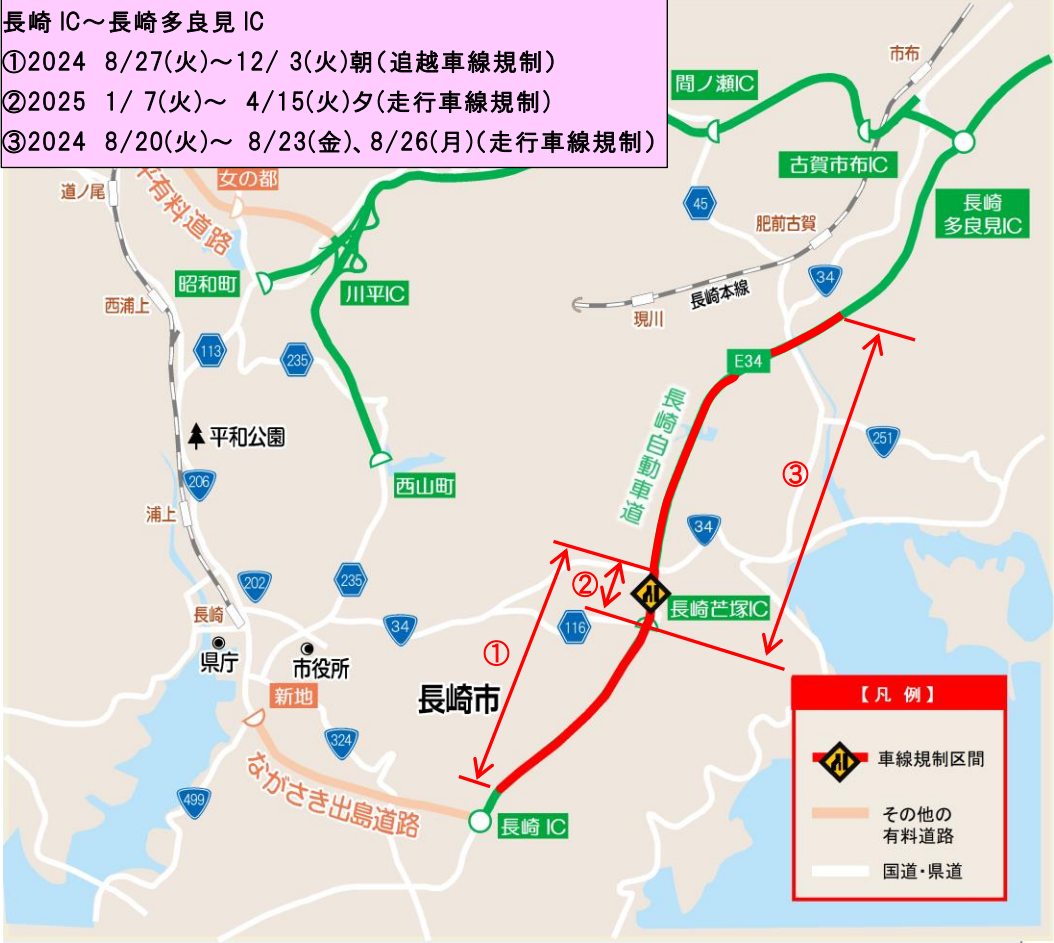 長崎 IC～長崎多良見 IC
①2024 8/27(火)～12/ 3(火)朝(追越車線規制)
②2025 1/ 7(火)～ 4/15(火)夕(走行車線規制)
③2024 8/20(火)～ 8/23(金)、8/26(月)(走行車線規制)
市布
間ノ瀬IC
古賀市布IC
長崎
多良見IC
道ノ尾
女の都
平有料道路
45
肥前古賀
昭和町
川平IC
34
西浦上
長崎本線
現川
113
235
E34
長崎自動車道
平和公園
251
206
西山町
③
浦上
34
②
202
235
長崎芒塚IC
長崎
34
116
県庁
市役所
①
新地
長崎市
324
ながさき出島道路
499
長崎 IC
【凡 例】
車線規制区間
その他の
有料道路
国道・県道